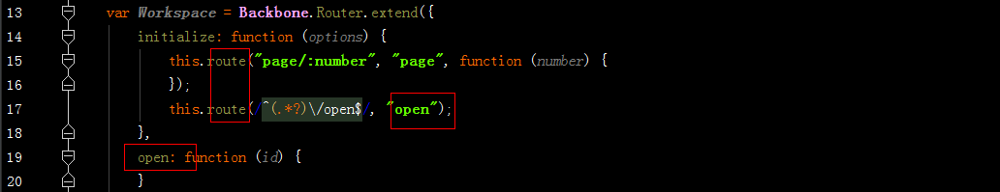 13 var Workspace = Backbone.Router.extend({
14 initialize: function (options) {
15 this.route("page/:number", "page", function (number) {
16 });
17 this.route(/^(.*?)\/open$/, "open");
18 },
19 open: function (id) {
20 }